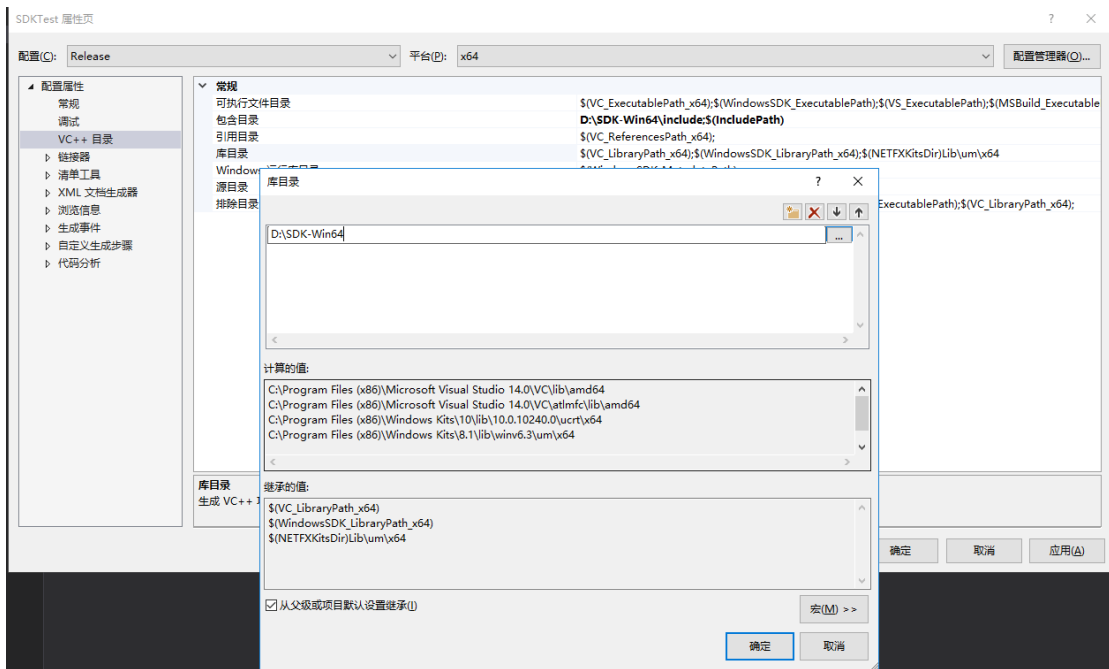 SDKTest 属性页
配置(C): Release 平台(P): x64 配置管理器(O)...
配置属性
常规
调试
VC++ 目录
链接器
清单工具
XML 文档生成器
浏览信息
生成事件
自定义生成步骤
代码分析
常规
可执行文件目录 $(VC_ExecutablePath_x64);$(WindowsSDK_ExecutablePath);$(VS_ExecutablePath);$(MSBuild_Executable
包含目录 D:\SDK-Win64\include;$(IncludePath)
引用目录 $(VC_ReferencesPath_x64);
库目录 $(VC_LibraryPath_x64);$(WindowsSDK_LibraryPath_x64);$(NETFXKitsDir)Lib\um\x64
Window
源目录
排除目录 ExecutablePath);$(VC_LibraryPath_x64);
库目录
D:\SDK-Win64
...
计算的值:
C:\Program Files (x86)\Microsoft Visual Studio 14.0\VC\lib\amd64
C:\Program Files (x86)\Microsoft Visual Studio 14.0\VC\atlmfc\lib\amd64
C:\Program Files (x86)\Windows Kits\10\lib\10.0.10240.0\ucrt\x64
C:\Program Files (x86)\Windows Kits\8.1\lib\winv6.3\um\x64
继承的值:
$(VC_LibraryPath_x64)
$(WindowsSDK_LibraryPath_x64)
$(NETFXKitsDir)Lib\um\x64
从父级或项目默认设置继承(I)
宏(M) >>
确定 取消
库目录
生成 VC++
确定 取消 应用(A)